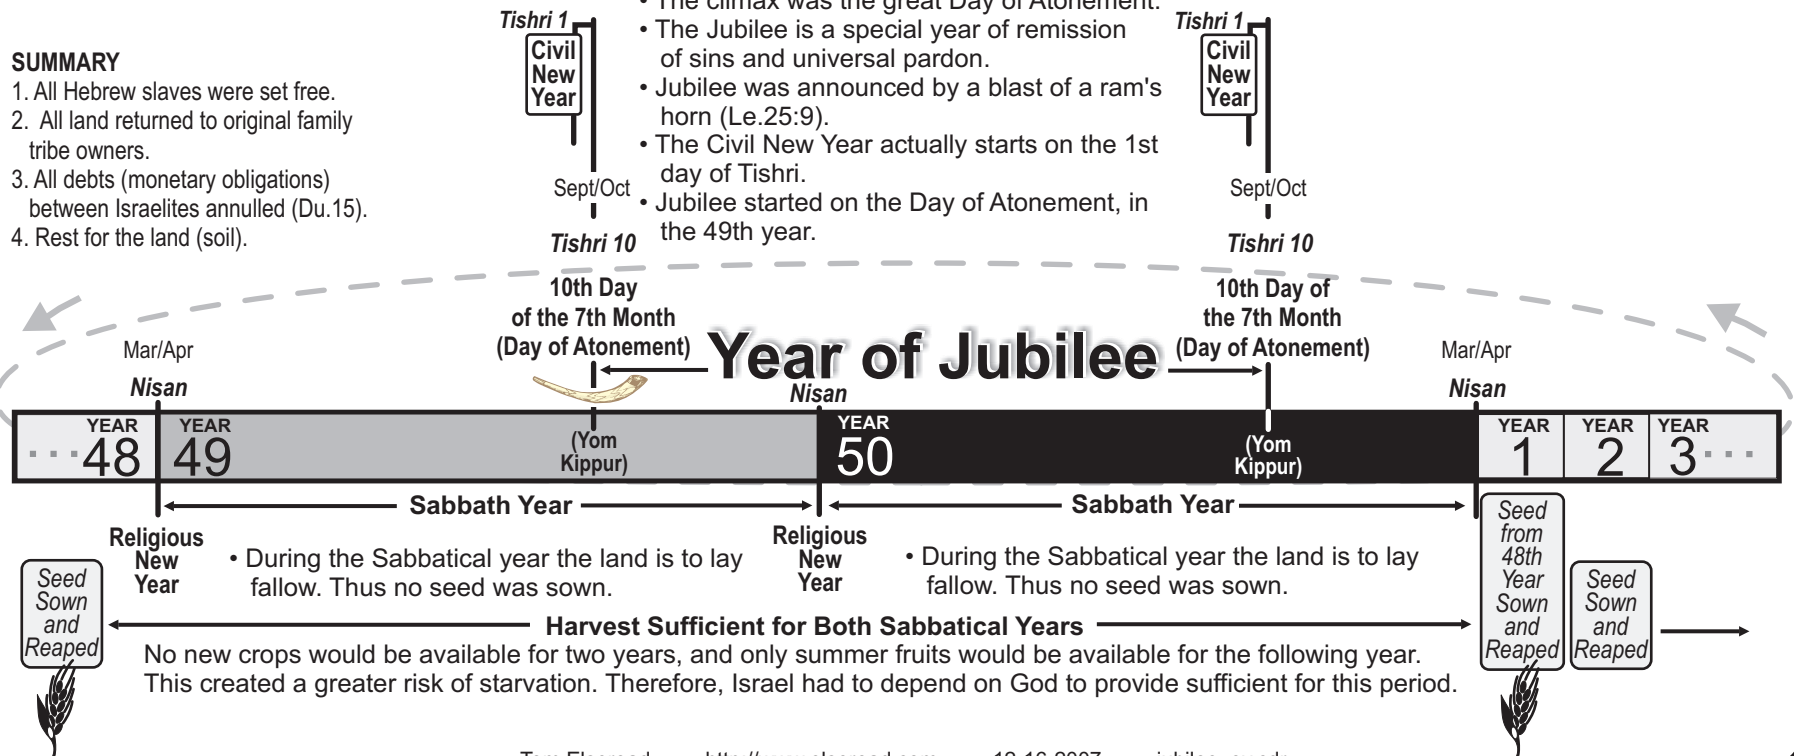 • The climax was the great Day of Atonement.
Tishri 1
Civil
New
Year
Sept/Oct
Tishri 10
10th Day
of the 7th Month
(Day of Atonement)
SUMMARY
1. All Hebrew slaves were set free.
2. All land returned to original family
tribe owners.
3. All debts (monetary obligations)
between Israelites annulled (Du.15).
4. Rest for the land (soil).
• The Jubilee is a special year of remission
of sins and universal pardon.
• Jubilee was announced by a blast of a ram's
horn (Le.25:9).
• The Civil New Year actually starts on the 1st
day of Tishri.
• Jubilee started on the Day of Atonement, in
the 49th year.
Tishri 1
Civil
New
Year
Sept/Oct
Tishri 10
10th Day of
the 7th Month
(Day of Atonement)
Year of Jubilee
Mar/Apr
Nisan
Nisan
Mar/Apr
Nisan
...YEAR 48
YEAR 49
(Yom
Kippur)
YEAR 50
(Yom
Kippur)
YEAR 1
YEAR 2
YEAR 3...
Sabbath Year
Sabbath Year
Religious
New
Year
• During the Sabbatical year the land is to lay
fallow. Thus no seed was sown.
Religious
New
Year
• During the Sabbatical year the land is to lay
fallow. Thus no seed was sown.
Seed
Sown
and
Reaped
Harvest Sufficient for Both Sabbatical Years
Seed
from
48th
Year
Sown
and
Reaped
Seed
Sown
and
Reaped
No new crops would be available for two years, and only summer fruits would be available for the following year.
This created a greater risk of starvation. Therefore, Israel had to depend on God to provide sufficient for this period.